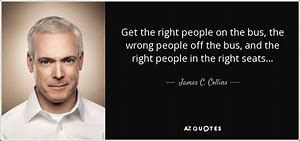 Get the right people on the bus, the
wrong people off the bus, and the
right people in the right seats...
James C. Collins
AZ QUOTES